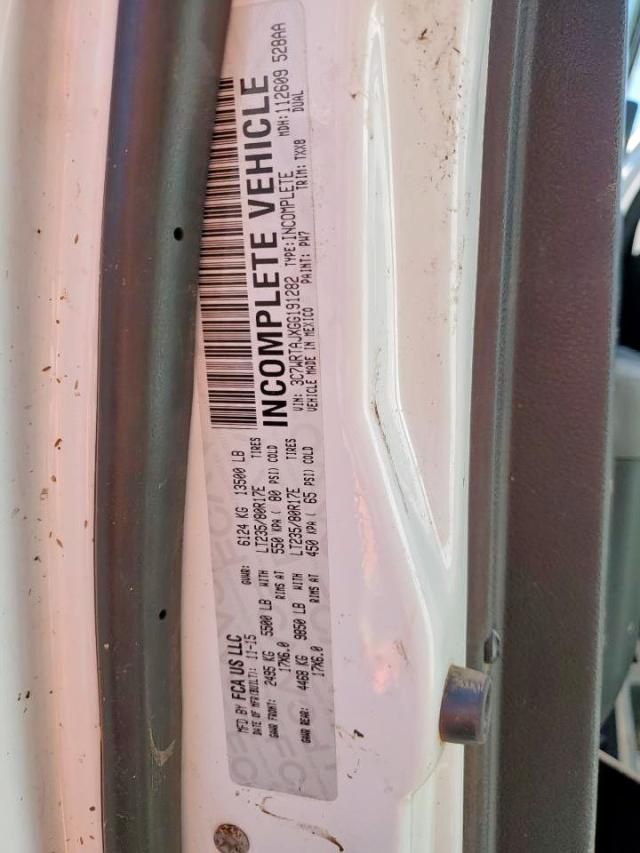 MFD BY FCA US LLC
DATE OF MFR(BUILT): 11-15 GVWR: 6124 KG 13500 LB
GAWR FRONT: 2495 KG 5500 LB WITH LT235/80R17E TIRES
17X6.0 RIMS AT 550 KPA ( 80 PSI) COLD
GAWR REAR: 4468 KG 9850 LB WITH LT235/80R17E TIRES
17X6.0 RIMS AT 450 KPA ( 65 PSI) COLD
INCOMPLETE VEHICLE
VIN: 3C7WRTAJXGG191282 TYPE:INCOMPLETE MDH:112609 528AA
VEHICLE MADE IN MEXICO PAINT: PW7 TRIM: TXX8 DUAL